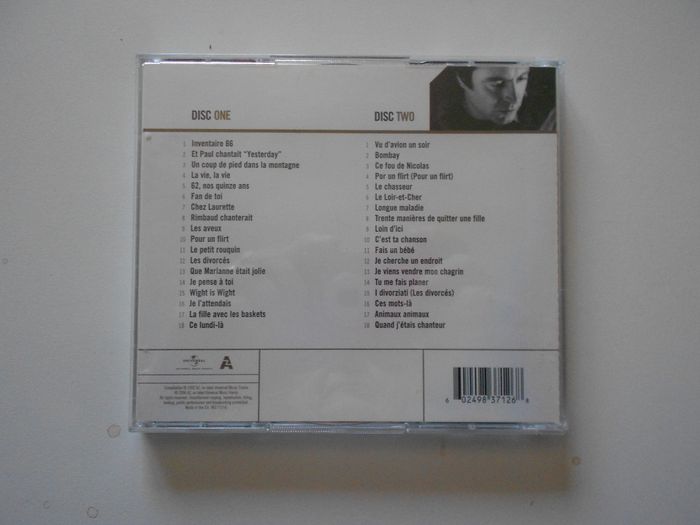 DISC ONE
1 Inventaire 66
2 Et Paul chantait "Yesterday"
3 Un coup de pied dans la montagne
4 La vie, la vie
5 62, nos quinze ans
6 Fan de toi
7 Chez Laurette
8 Rimbaud chanterait
9 Les aveux
10 Pour un flirt
11 Le petit rouquin
12 Les divorcés
13 Que Marianne était jolie
14 Je pense à toi
15 Wight is Wight
16 Je l'attendais
17 La fille avec les baskets
18 Ce lundi-là
DISC TWO
1 Vu d'avion un soir
2 Bombay
3 Ce fou de Nicolas
4 Por un flirt (Pour un flirt)
5 Le chasseur
6 Le Loir-et-Cher
7 Longue maladie
8 Trente manières de quitter une fille
9 Loin d'ici
10 C'est ta chanson
11 Fais un bébé
12 Je cherche un endroit
13 Je viens vendre mon chagrin
14 Tu me fais planer
15 I divorziati (Les divorcés)
16 Ces mots-là
17 Animaux animaux
18 Quand j'étais chanteur
UNIVERSAL
A
6 02498 37126 8